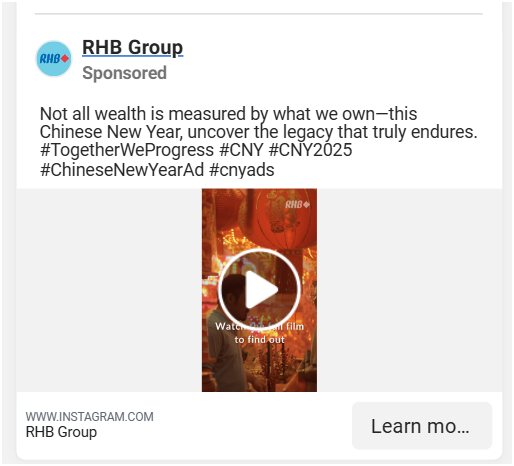 RHB
RHB Group
Sponsored
Not all wealth is measured by what we own—this
Chinese New Year, uncover the legacy that truly endures.
#TogetherWeProgress #CNY #CNY2025
#ChineseNewYearAd #cnyads
RHB
Watch the full film
to find out
WWW.INSTAGRAM.COM
RHB Group
Learn mo...